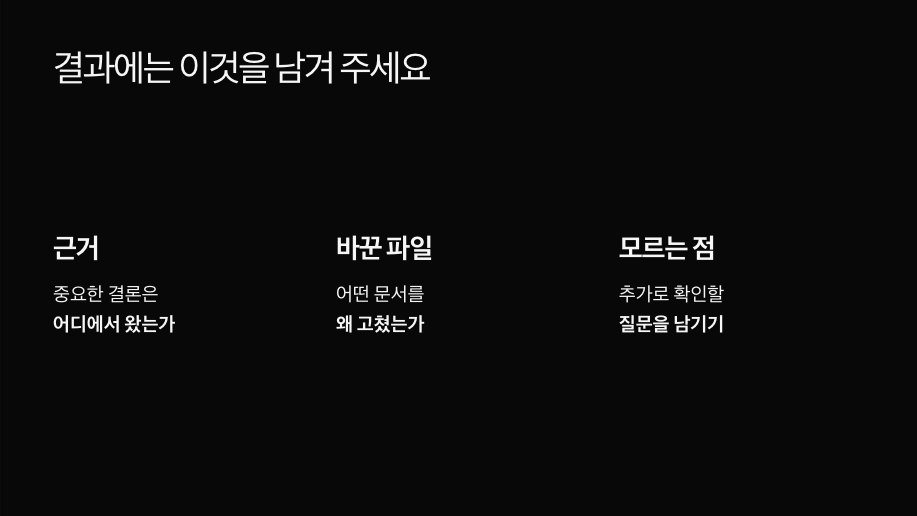 결과에는 이것을 남겨 주세요
근거
중요한 결론은
어디에서 왔는가
바꾼 파일
어떤 문서를
왜 고쳤는가
모르는 점
추가로 확인할
질문을 남기기